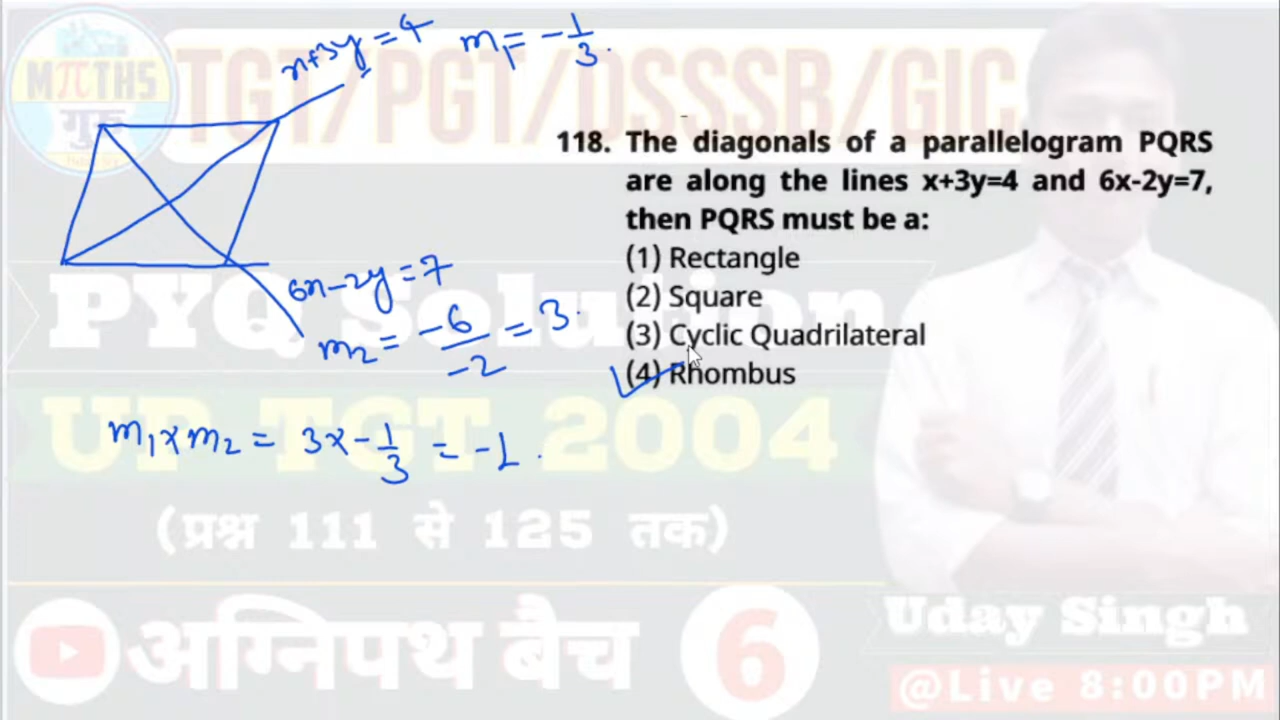 x+3y=4 m₁=-1/3.
MπTHS
गुरु
TGT/PGT/DSSSB/GIC
118. The diagonals of a parallelogram PQRS
are along the lines x+3y=4 and 6x-2y=7,
then PQRS must be a:
(1) Rectangle
(2) Square
(3) Cyclic Quadrilateral
(4) Rhombus
6x-2y=7
m₂ = -6/-2 = 3.
m₁×m₂ = 3×-1/3 = -1.
PYQ Solution
UP TGT 2004
(प्रश्न 111 से 125 तक)
अग्निपथ बैच 6
Uday Singh
@Live 8:00PM